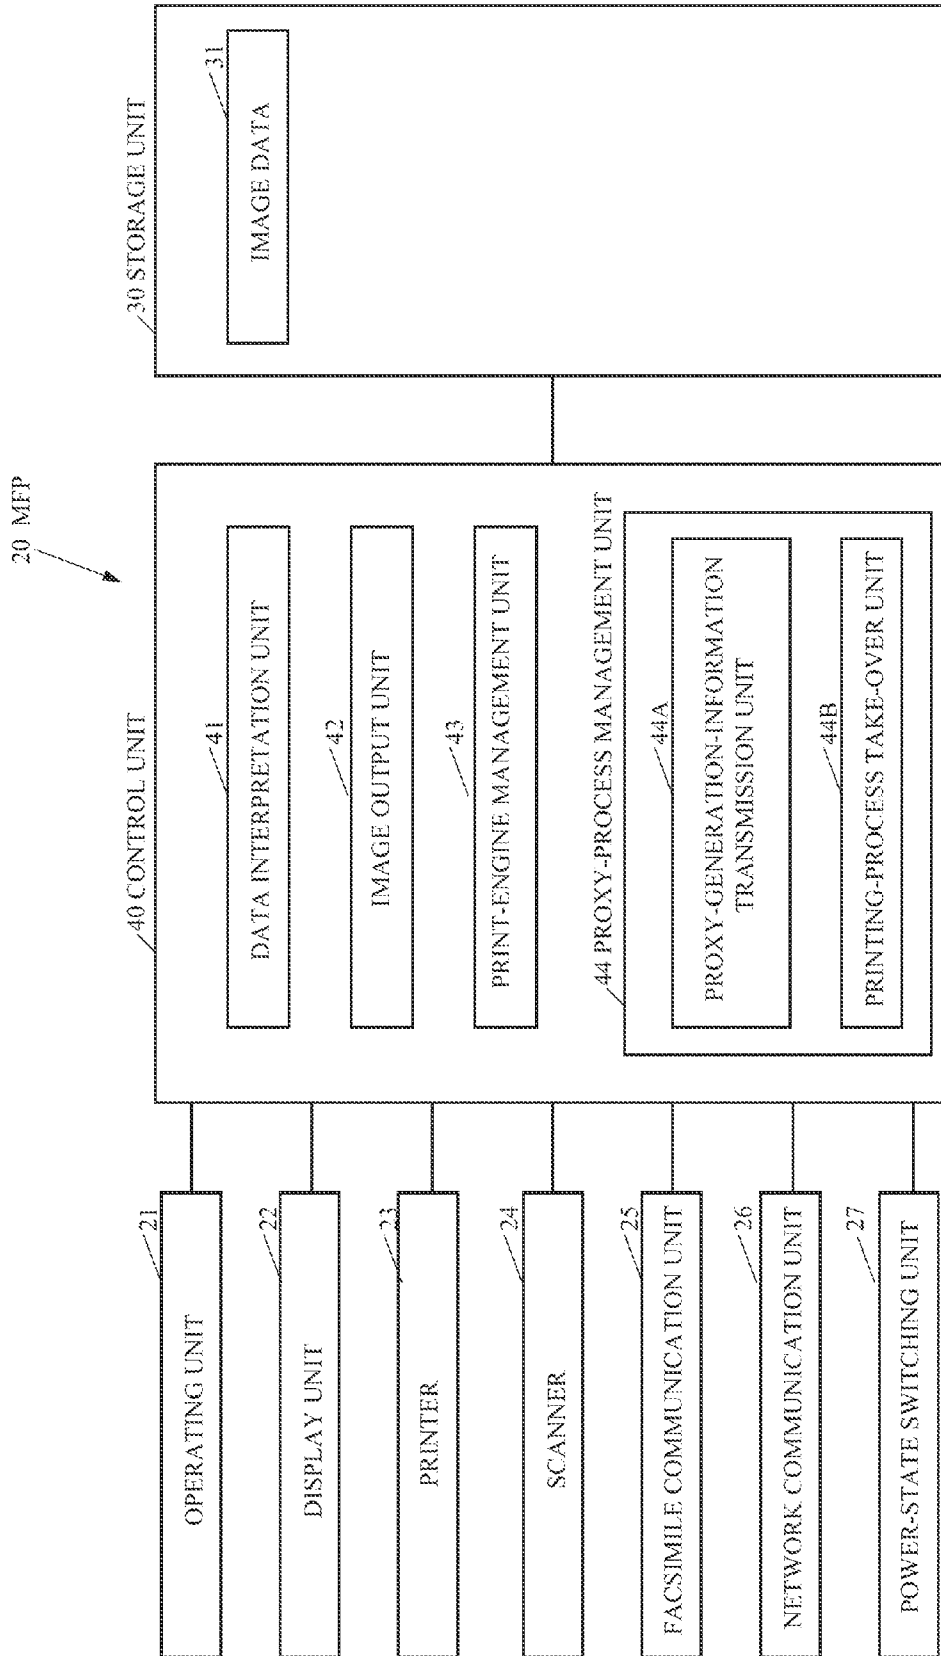 20 MFP
21
OPERATING UNIT
22
DISPLAY UNIT
23
PRINTER
24
SCANNER
25
FACSIMILE COMMUNICATION UNIT
26
NETWORK COMMUNICATION UNIT
27
POWER-STATE SWITCHING UNIT
40 CONTROL UNIT
41
DATA INTERPRETATION UNIT
42
IMAGE OUTPUT UNIT
43
PRINT-ENGINE MANAGEMENT UNIT
44 PROXY-PROCESS MANAGEMENT UNIT
44A
PROXY-GENERATION-INFORMATION
TRANSMISSION UNIT
44B
PRINTING-PROCESS TAKE-OVER UNIT
30 STORAGE UNIT
31
IMAGE DATA